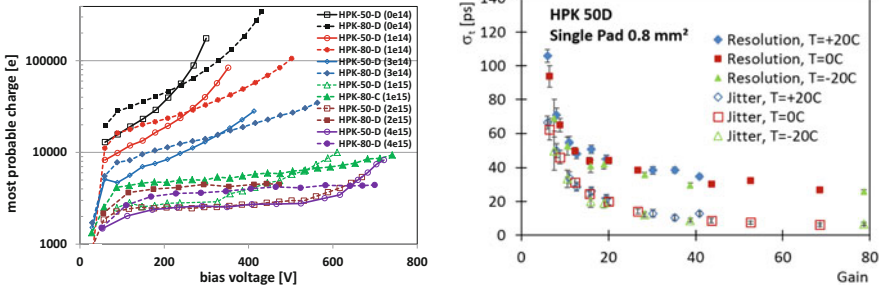 most probable charge [e]
100000
10000
1000
0
200
400
600
800
bias voltage [V]
HPK-50-D (0e14)
HPK-80-D (0e14)
HPK-50-D (1e14)
HPK-80-D (1e14)
HPK-50-D (3e14)
HPK-80-D (3e14)
HPK-50-D (1e15)
HPK-80-C (1e15)
HPK-50-D (2e15)
HPK-80-D (2e15)
HPK-50-D (4e15)
HPK-80-D (4e15)
σt [ps]
140
120
100
80
60
40
20
0
0
20
40
60
80
Gain
HPK 50D
Single Pad 0.8 mm²
Resolution, T=+20C
Resolution, T=0C
Resolution, T=-20C
Jitter, T=+20C
Jitter, T=0C
Jitter, T=-20C